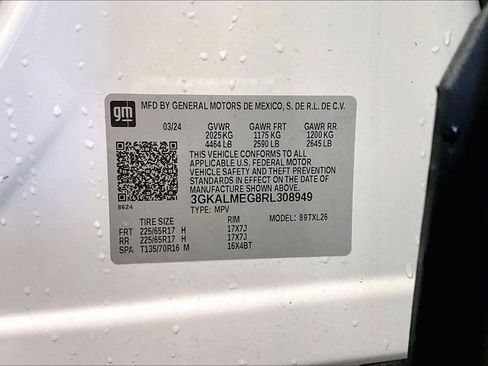 gm
MFD BY GENERAL MOTORS DE MEXICO, S. DE R.L. DE C.V.
03/24 GVWR GAWR FRT GAWR RR
2025 KG 1175 KG 1200 KG
4464 LB 2590 LB 2645 LB
THIS VEHICLE CONFORMS TO ALL
APPLICABLE U.S. FEDERAL MOTOR
VEHICLE SAFETY AND THEFT PREVENTION
STANDARDS IN EFFECT ON THE DATE OF
MANUFACTURE SHOWN ABOVE.
3GKALMEG8RL308949
B624 TYPE: MPV MODEL: B9TXL26
TIRE SIZE RIM
FRT 225/65R17 H 17X7J
RR 225/65R17 H 17X7J
SPA T135/70R16 M 16X4BT